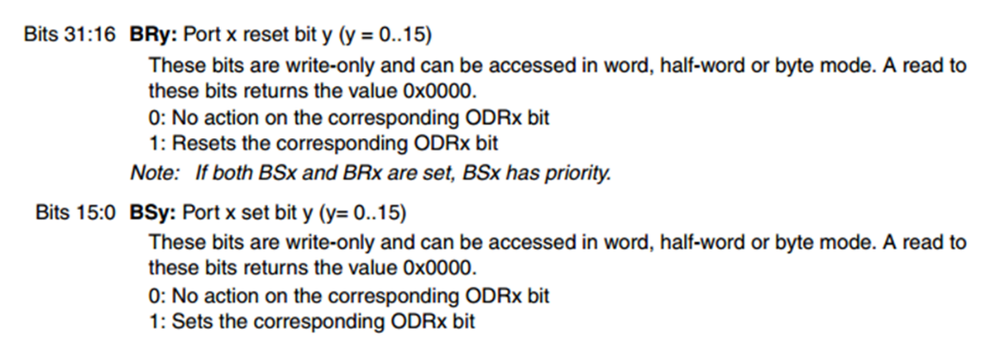 Bits 31:16 BRy: Port x reset bit y (y = 0..15)
These bits are write-only and can be accessed in word, half-word or byte mode. A read to
these bits returns the value 0x0000.
0: No action on the corresponding ODRx bit
1: Resets the corresponding ODRx bit
Note: If both BSx and BRx are set, BSx has priority.
Bits 15:0 BSy: Port x set bit y (y= 0..15)
These bits are write-only and can be accessed in word, half-word or byte mode. A read to
these bits returns the value 0x0000.
0: No action on the corresponding ODRx bit
1: Sets the corresponding ODRx bit